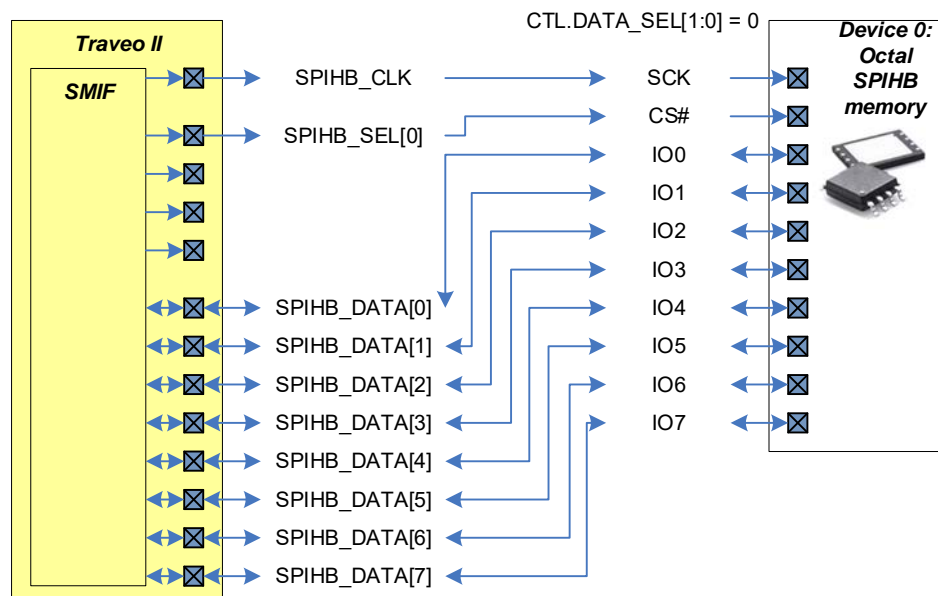 CTL.DATA_SEL[1:0] = 0
Traveo II
SMIF
Device 0:
Octal
SPIHB
memory
SPIHB_CLK
SCK
SPIHB_SEL[0]
CS#
IO0
IO1
IO2
IO3
SPIHB_DATA[0]
IO4
SPIHB_DATA[1]
IO5
SPIHB_DATA[2]
IO6
SPIHB_DATA[3]
IO7
SPIHB_DATA[4]
SPIHB_DATA[5]
SPIHB_DATA[6]
SPIHB_DATA[7]